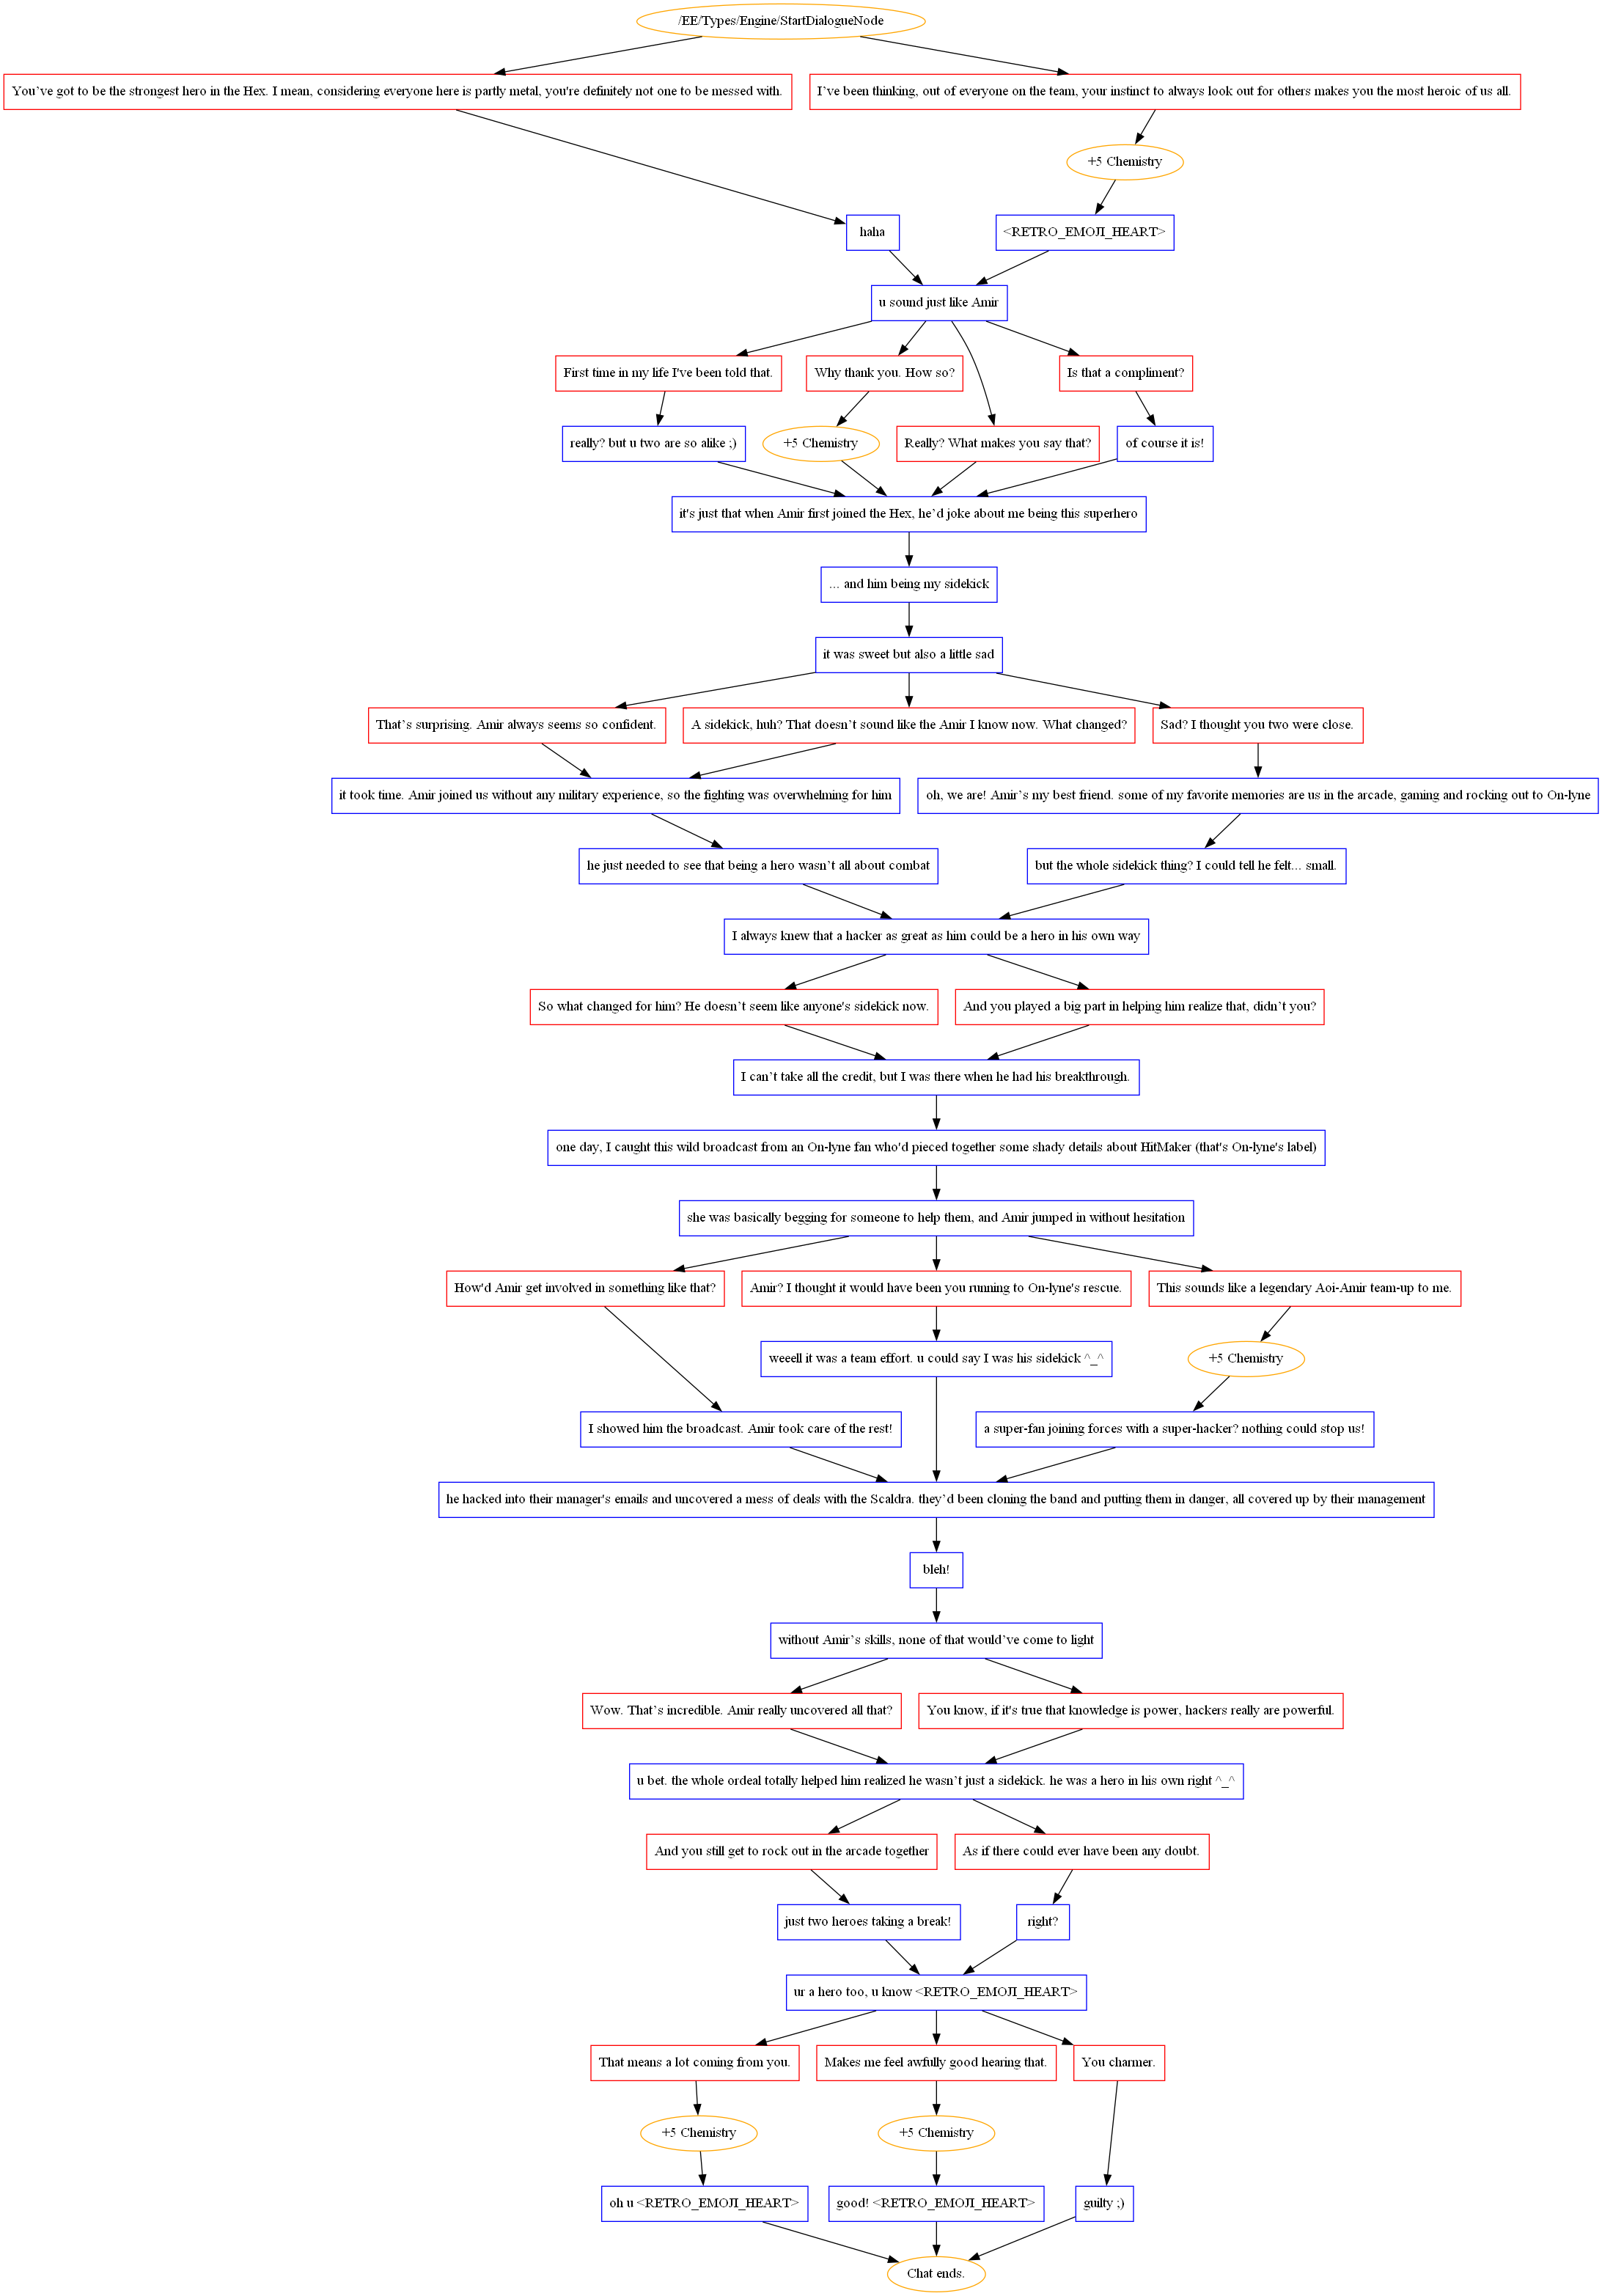 /EE/Types/Engine/StartDialogueNode
You’ve got to be the strongest hero in the Hex. I mean, considering everyone here is partly metal, you're definitely not one to be messed with.
I’ve been thinking, out of everyone on the team, your instinct to always look out for others makes you the most heroic of us all.
+5 Chemistry
haha
<RETRO_EMOJI_HEART>
u sound just like Amir
First time in my life I've been told that.
Why thank you. How so?
Is that a compliment?
really? but u two are so alike ;)
+5 Chemistry
Really? What makes you say that?
of course it is!
it's just that when Amir first joined the Hex, he’d joke about me being this superhero
... and him being my sidekick
it was sweet but also a little sad
That’s surprising. Amir always seems so confident.
A sidekick, huh? That doesn’t sound like the Amir I know now. What changed?
Sad? I thought you two were close.
it took time. Amir joined us without any military experience, so the fighting was overwhelming for him
oh, we are! Amir’s my best friend. some of my favorite memories are us in the arcade, gaming and rocking out to On-lyne
he just needed to see that being a hero wasn’t all about combat
but the whole sidekick thing? I could tell he felt... small.
I always knew that a hacker as great as him could be a hero in his own way
So what changed for him? He doesn’t seem like anyone's sidekick now.
And you played a big part in helping him realize that, didn’t you?
I can’t take all the credit, but I was there when he had his breakthrough.
one day, I caught this wild broadcast from an On-lyne fan who'd pieced together some shady details about HitMaker (that's On-lyne's label)
she was basically begging for someone to help them, and Amir jumped in without hesitation
How'd Amir get involved in something like that?
Amir? I thought it would have been you running to On-lyne's rescue.
This sounds like a legendary Aoi-Amir team-up to me.
weeell it was a team effort. u could say I was his sidekick ^_^
+5 Chemistry
I showed him the broadcast. Amir took care of the rest!
a super-fan joining forces with a super-hacker? nothing could stop us!
he hacked into their manager's emails and uncovered a mess of deals with the Scaldra. they’d been cloning the band and putting them in danger, all covered up by their management
bleh!
without Amir’s skills, none of that would’ve come to light
Wow. That’s incredible. Amir really uncovered all that?
You know, if it's true that knowledge is power, hackers really are powerful.
u bet. the whole ordeal totally helped him realized he wasn’t just a sidekick. he was a hero in his own right ^_^
And you still get to rock out in the arcade together
As if there could ever have been any doubt.
just two heroes taking a break!
right?
ur a hero too, u know <RETRO_EMOJI_HEART>
That means a lot coming from you.
Makes me feel awfully good hearing that.
You charmer.
+5 Chemistry
+5 Chemistry
oh u <RETRO_EMOJI_HEART>
good! <RETRO_EMOJI_HEART>
guilty ;)
Chat ends.